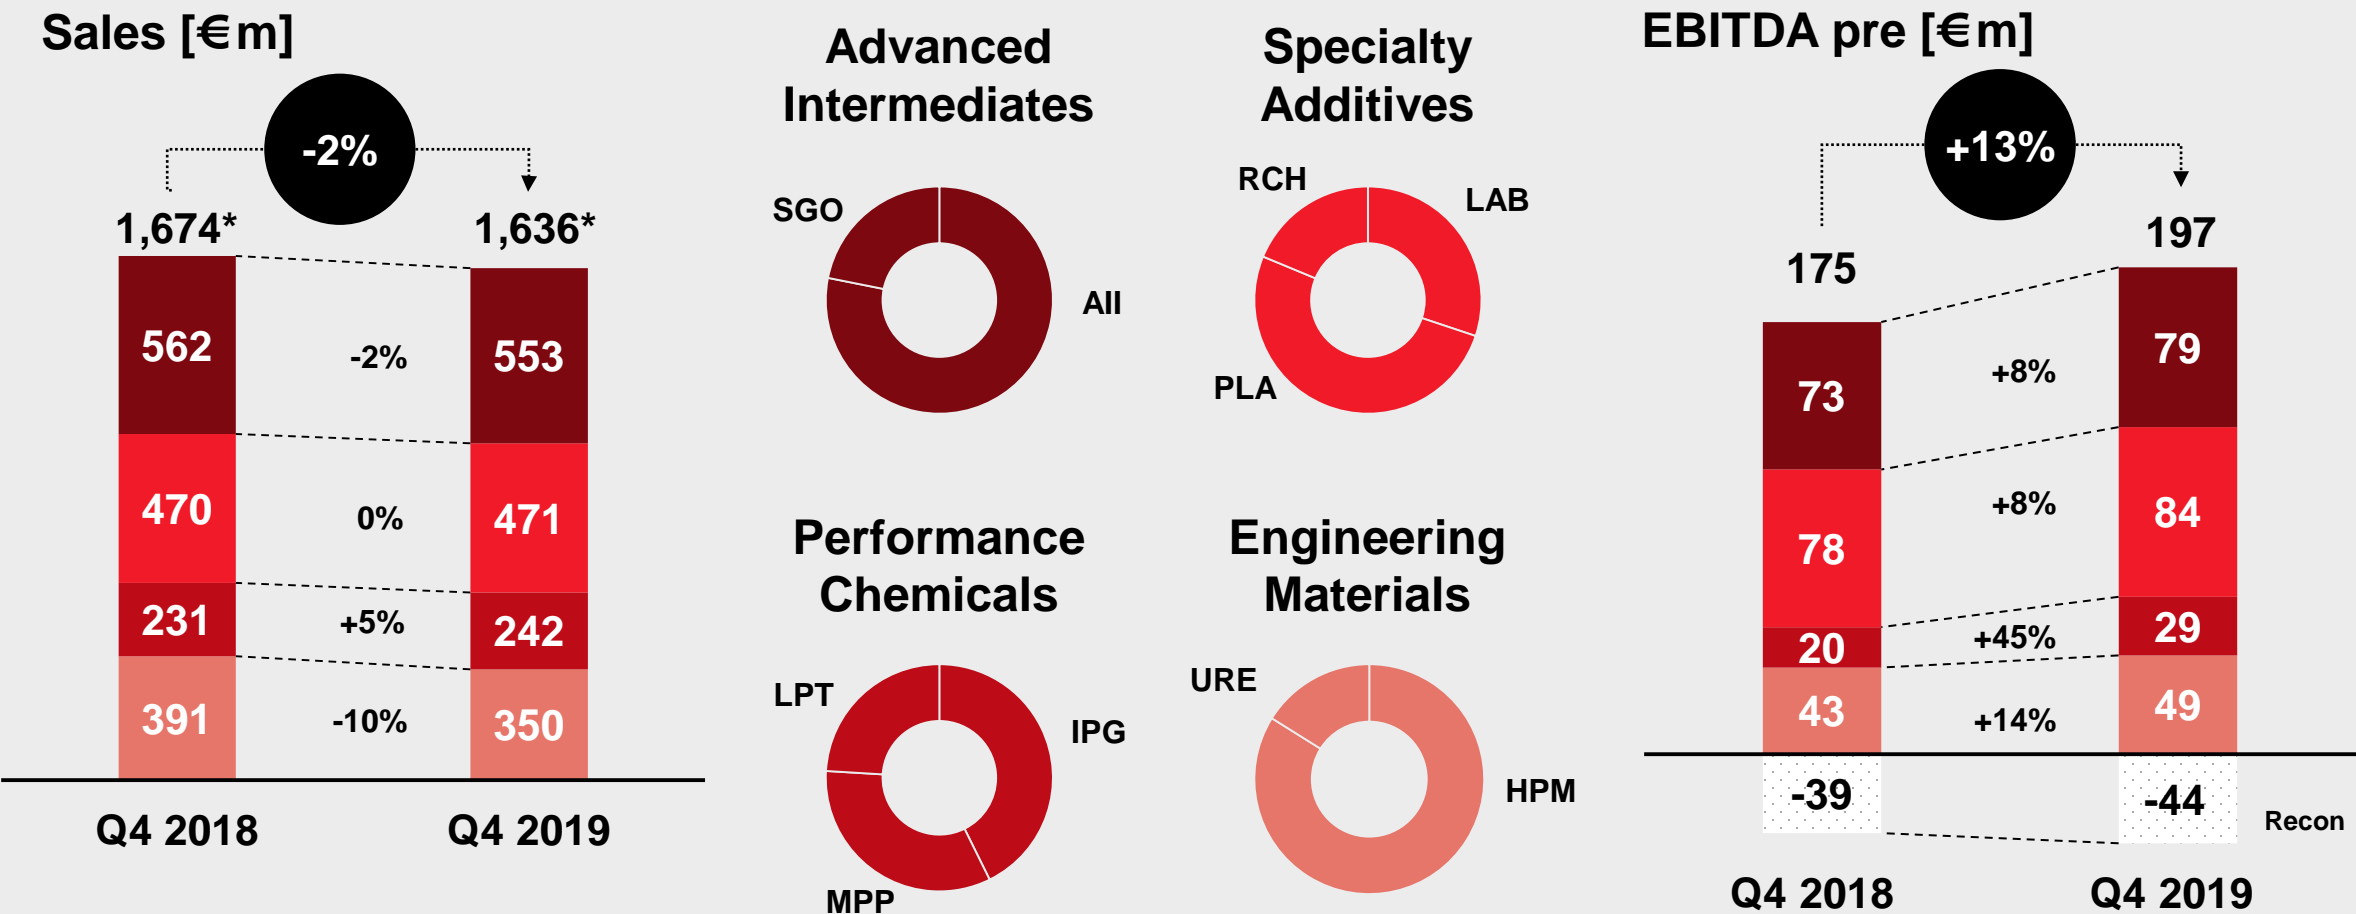 Sales [€m]
-2%
1,674*
1,636*
562
-2%
553
470
0%
471
231
+5%
242
391
-10%
350
Q4 2018
Q4 2019
Advanced
Intermediates
SGO
AII
Specialty
Additives
RCH
LAB
PLA
Performance
Chemicals
LPT
IPG
MPP
Engineering
Materials
URE
HPM
EBITDA pre [€m]
+13%
175
197
73
+8%
79
78
+8%
84
20
+45%
29
43
+14%
49
-39
-44
Recon
Q4 2018
Q4 2019